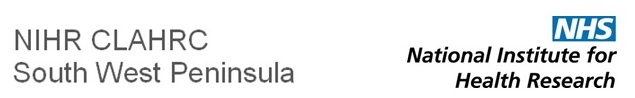 NIHR CLAHRC
South West Peninsula
NHS
National Institute for
Health Research